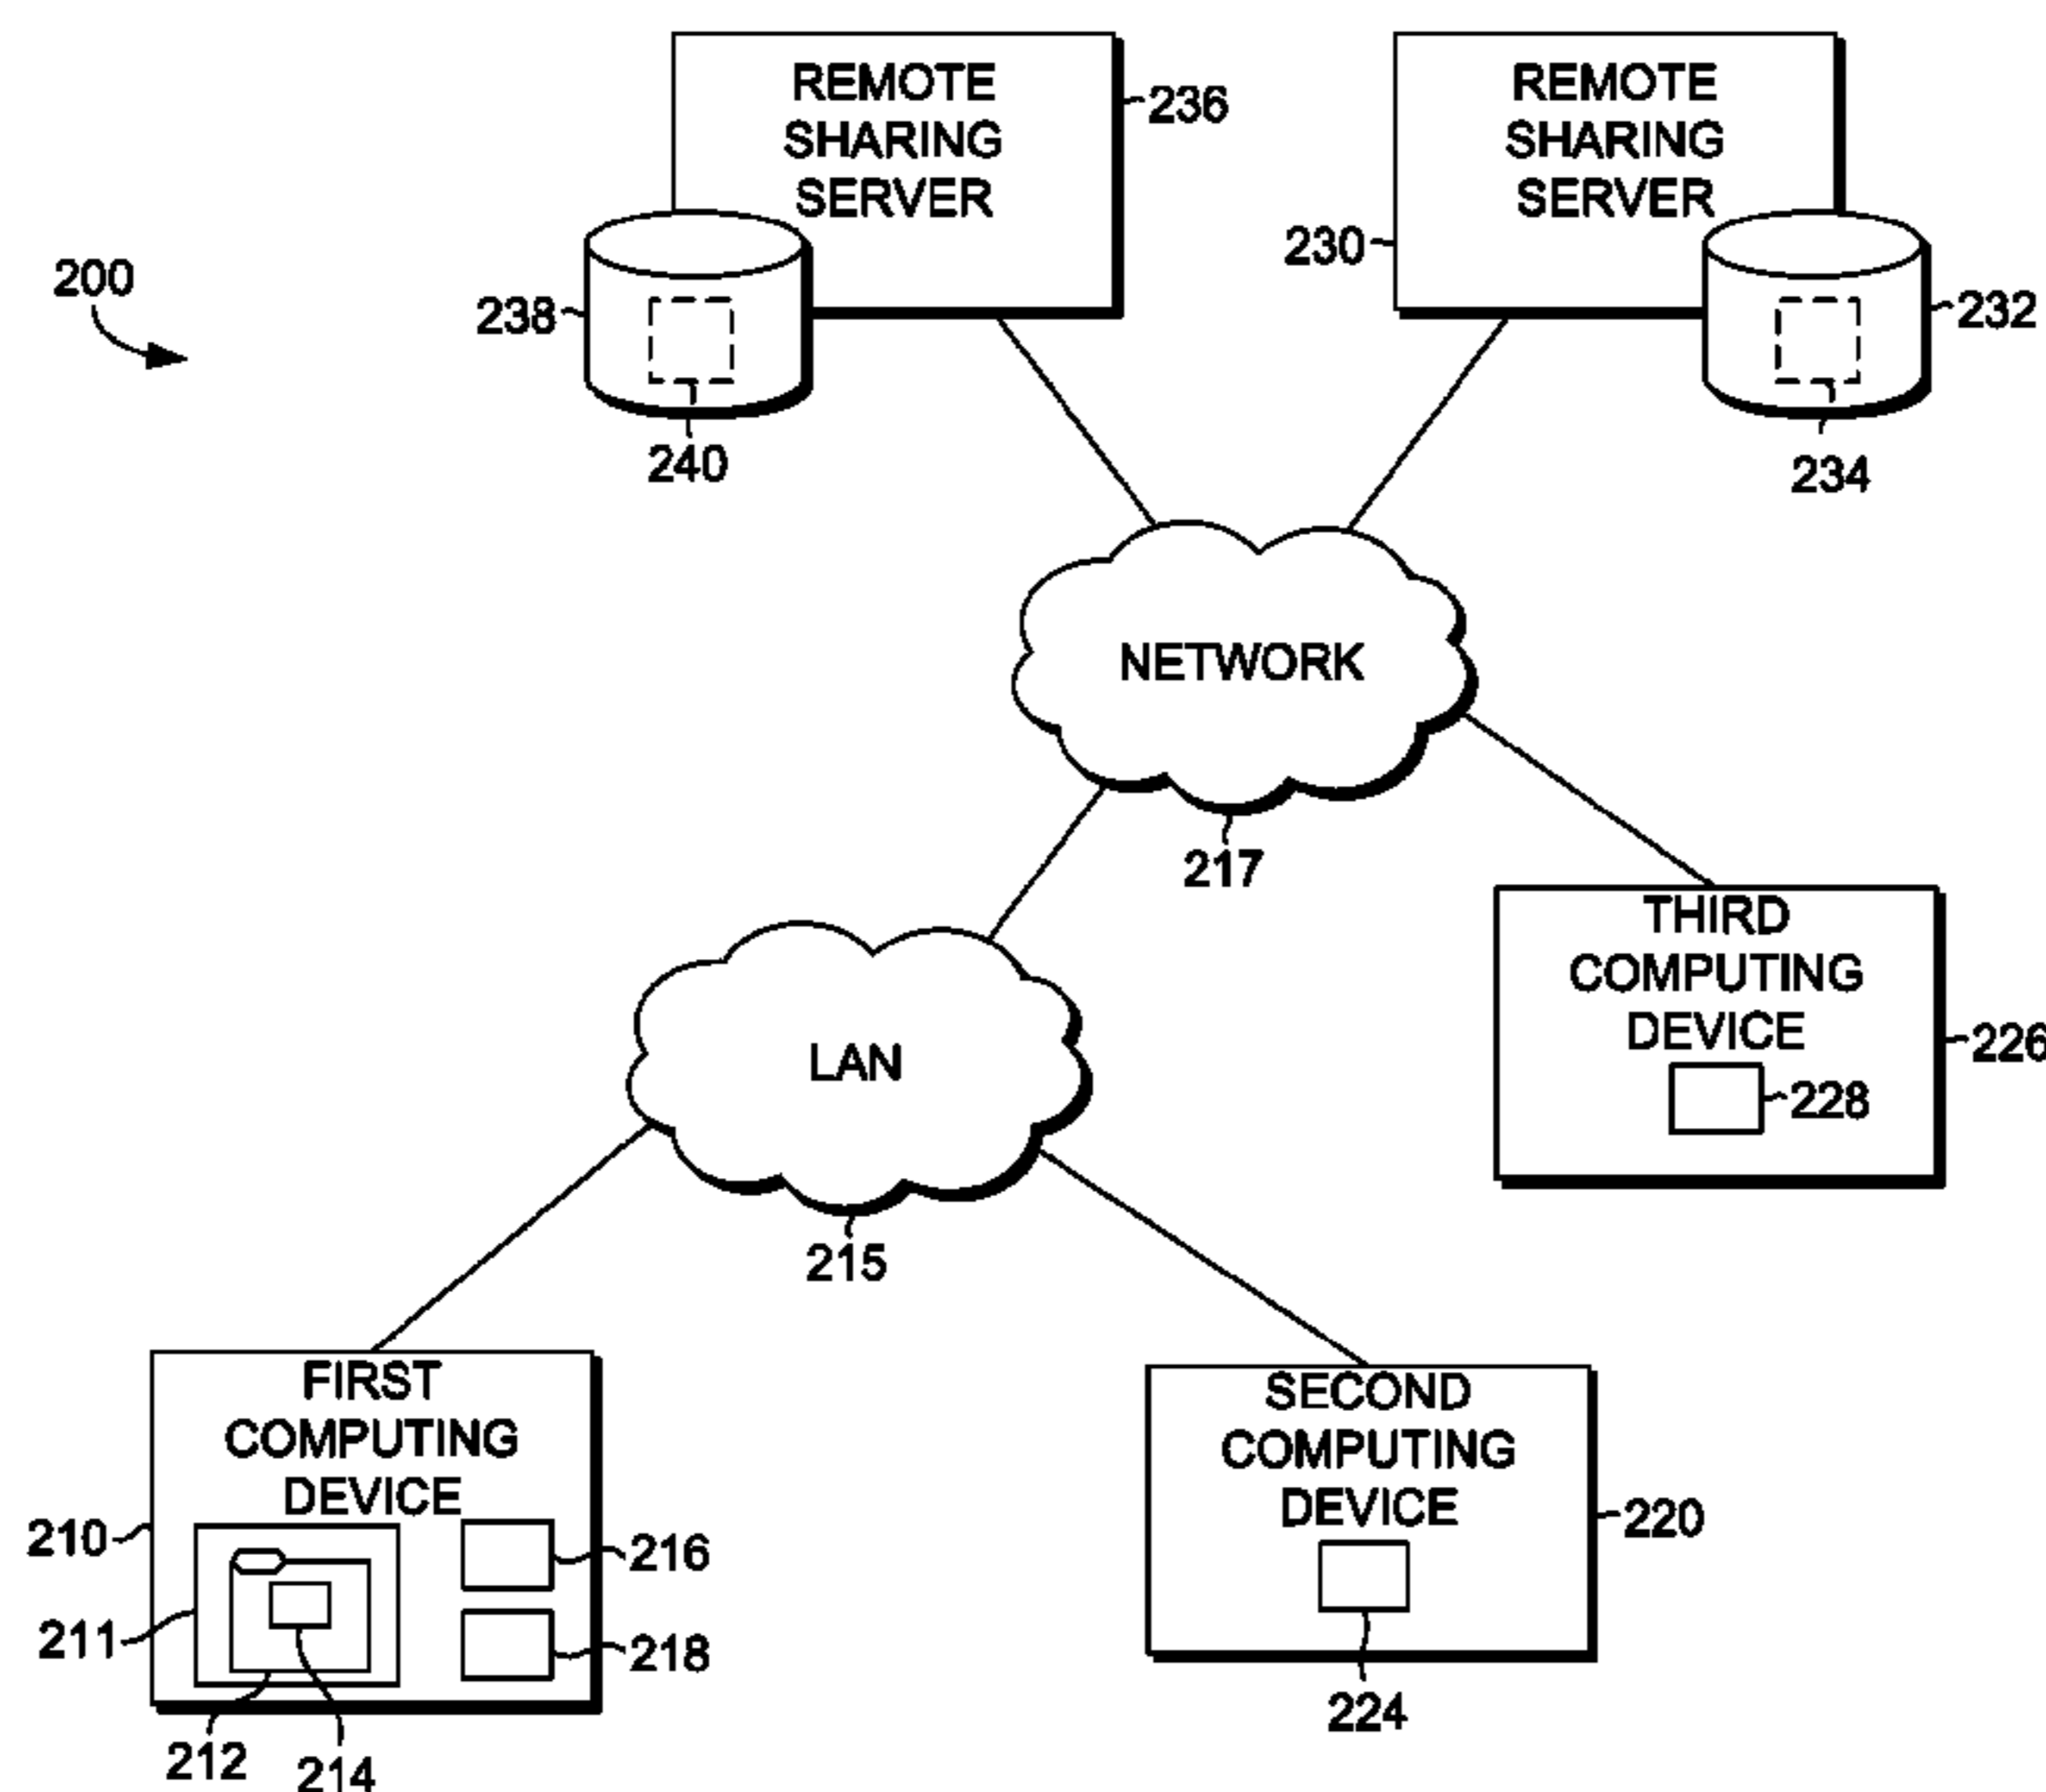 REMOTE
SHARING
SERVER
236
REMOTE
SHARING
SERVER
230
200
238
232
240
234
NETWORK
217
THIRD
COMPUTING
DEVICE
226
228
LAN
215
FIRST
COMPUTING
DEVICE
210
216
211
218
212
214
SECOND
COMPUTING
DEVICE
220
224